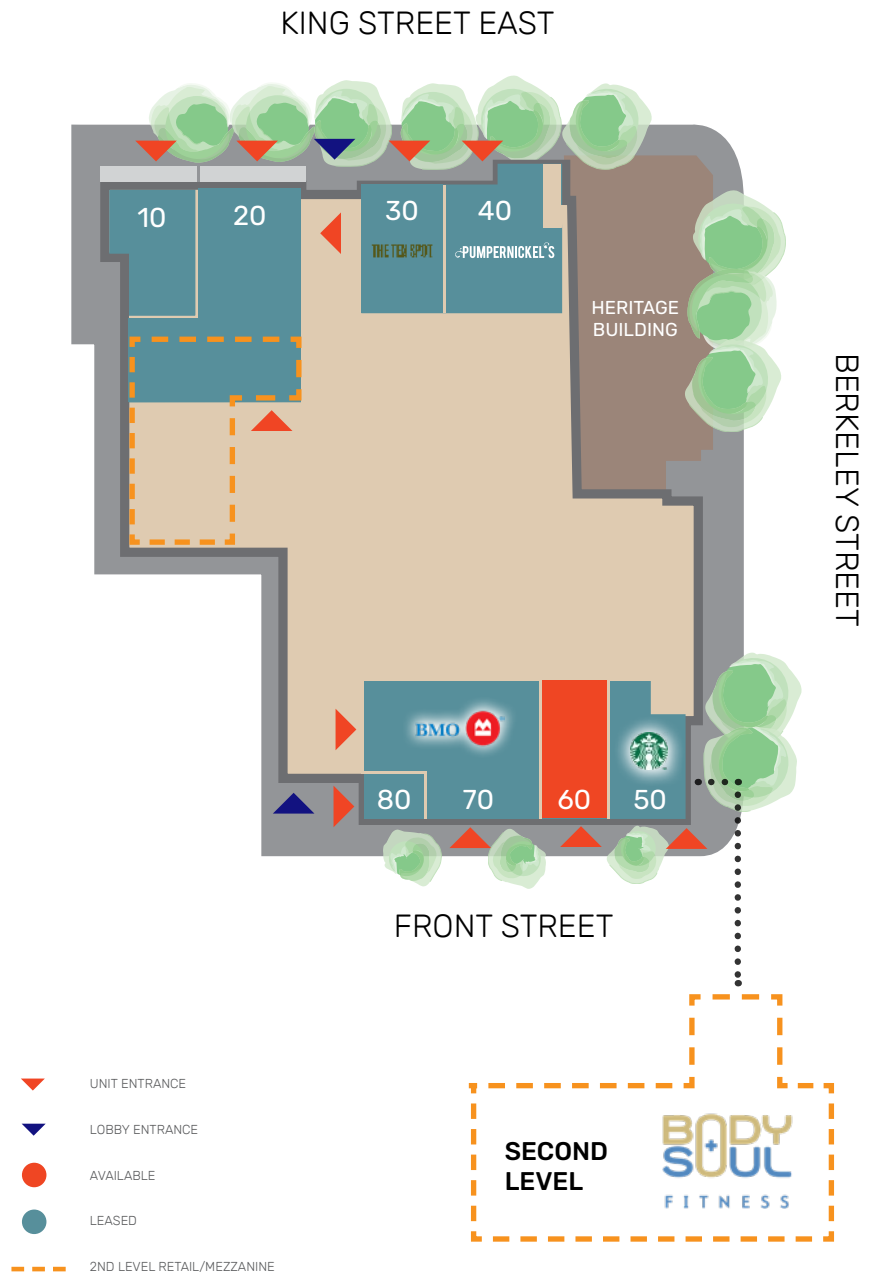 KING STREET EAST
10
20
30
40
THE TEN SPOT
PUMPERNICKEL'S
HERITAGE
BUILDING
BERKELEY STREET
BMO
80
70
60
50
FRONT STREET
UNIT ENTRANCE
LOBBY ENTRANCE
AVAILABLE
LEASED
2ND LEVEL RETAIL/MEZZANINE
SECOND
LEVEL
BODY
+
SOUL
FITNESS